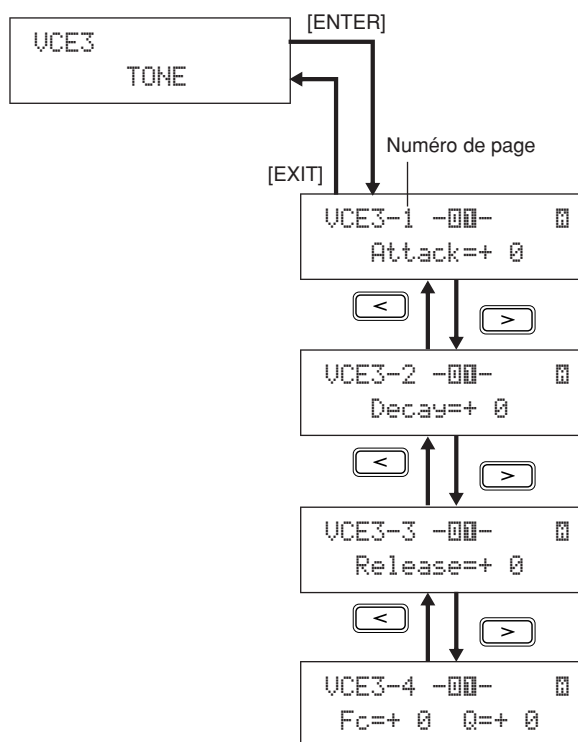 VCE3
TONE
[ENTER]
[EXIT]
Numéro de page
VCE3-1 -01-
Attack=+ 0
<
>
VCE3-2 -01-
Decay=+ 0
<
>
VCE3-3 -01-
Release=+ 0
<
>
VCE3-4 -01-
Fc=+ 0 Q=+ 0